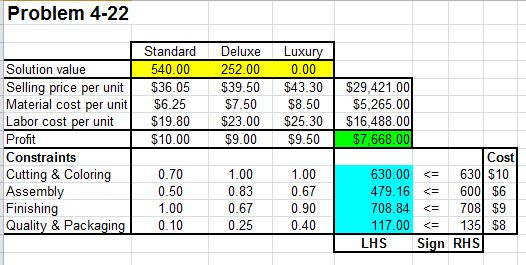 Problem 4-22
Standard Deluxe Luxury
Solution value 540.00 252.00 0.00
Selling price per unit $36.05 $39.50 $43.30 $29,421.00
Material cost per unit $6.25 $7.50 $8.50 $5,265.00
Labor cost per unit $19.80 $23.00 $25.30 $16,488.00
Profit $10.00 $9.00 $9.50 $7,668.00
Constraints Cost
Cutting & Coloring 0.70 1.00 1.00 630.00 <= 630 $10
Assembly 0.50 0.83 0.67 479.16 <= 600 $6
Finishing 1.00 0.67 0.90 708.84 <= 708 $9
Quality & Packaging 0.10 0.25 0.40 117.00 <= 135 $8
LHS Sign RHS